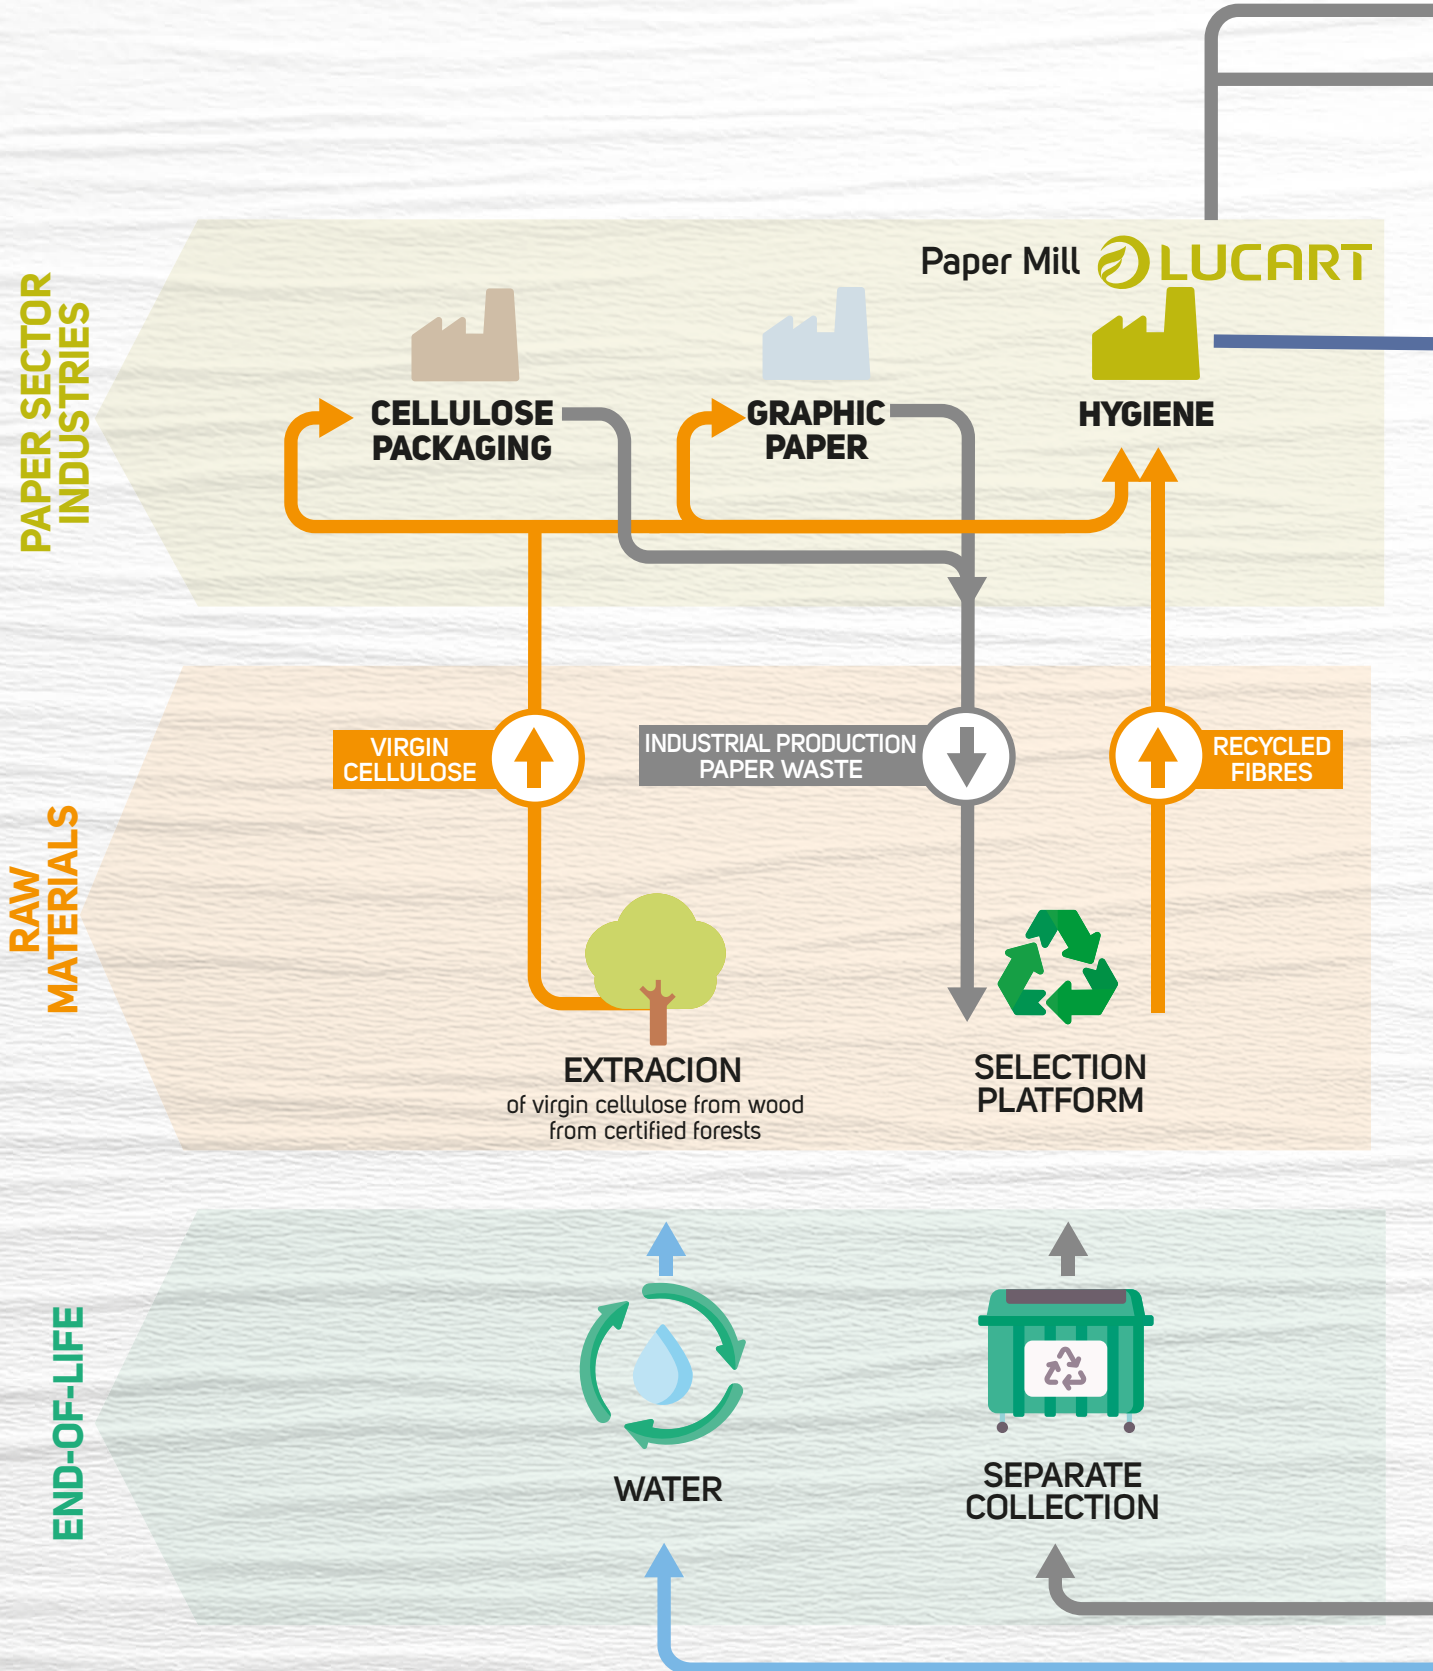 Paper Mill LUCART
PAPER SECTOR
INDUSTRIES
CELLULOSE
PACKAGING
GRAPHIC
PAPER
HYGIENE
RAW
MATERIALS
VIRGIN
CELLULOSE
INDUSTRIAL PRODUCTION
PAPER WASTE
RECYCLED
FIBRES
EXTRACION
of virgin cellulose from wood
from certified forests
SELECTION
PLATFORM
END-OF-LIFE
WATER
SEPARATE
COLLECTION